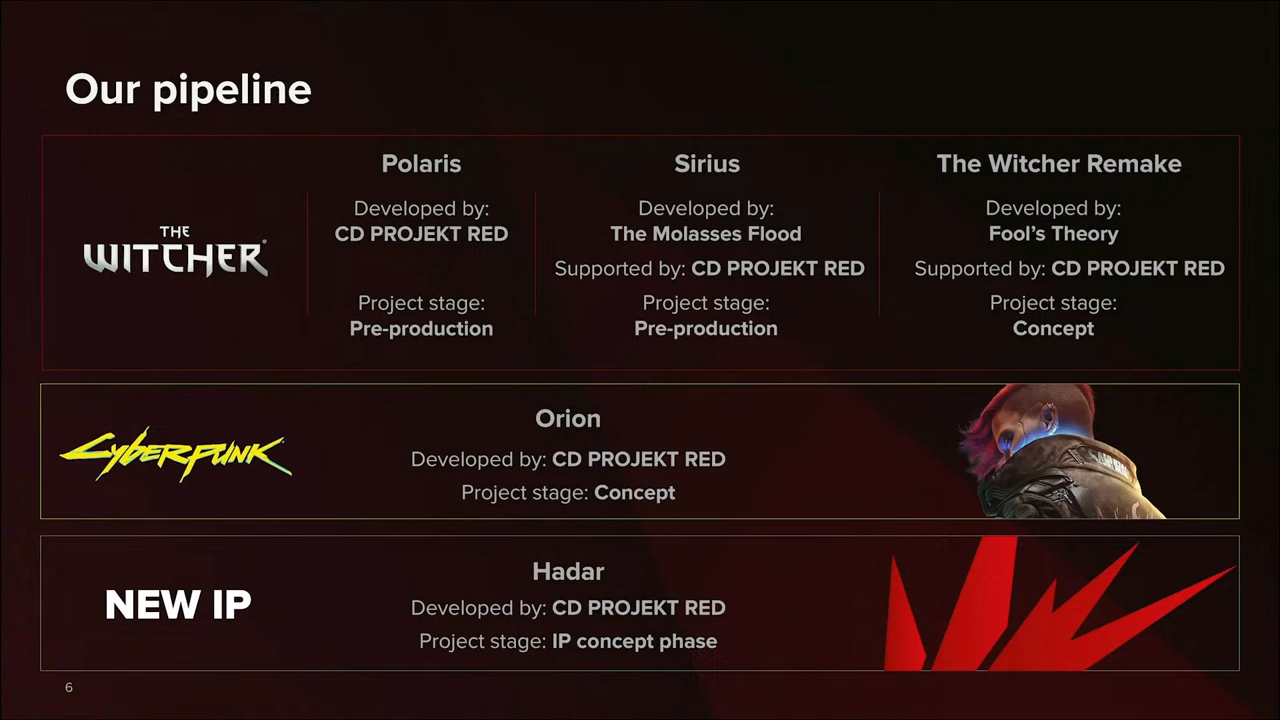 Our pipeline
THE
WITCHER
Polaris
Developed by:
CD PROJEKT RED
Project stage:
Pre-production
Sirius
Developed by:
The Molasses Flood
Supported by: CD PROJEKT RED
Project stage:
Pre-production
The Witcher Remake
Developed by:
Fool's Theory
Supported by: CD PROJEKT RED
Project stage:
Concept
CYBERPUNK
Orion
Developed by: CD PROJEKT RED
Project stage: Concept
NEW IP
Hadar
Developed by: CD PROJEKT RED
Project stage: IP concept phase
6